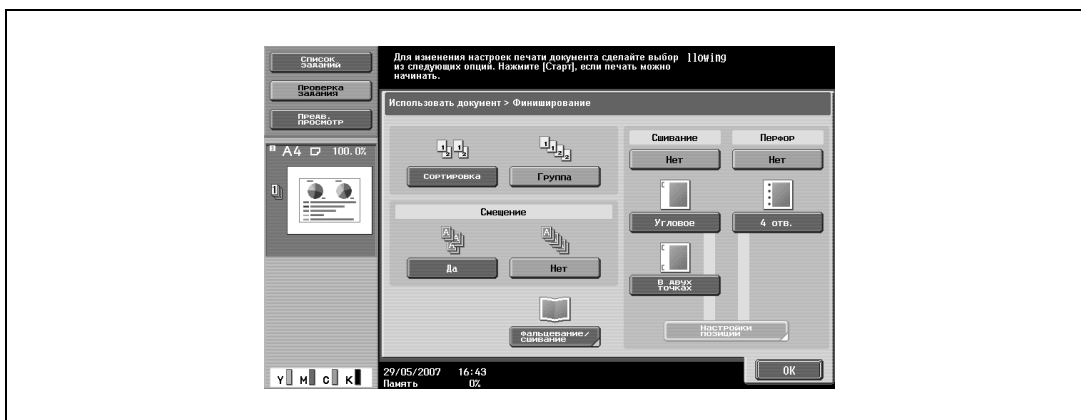 Список
заданий
Проверка
задания
Предв.
просмотр
A4 100.0%
Для изменения настроек печати документа сделайте выбор llowing
из следующих опций. Нажмите [Старт], если печать можно
начинать.
Использовать документ > Финиширование
Сортировка
Группа
Смещение
Да
Нет
Фальцевание/
сшивание
Сшивание
Перфор
Нет
Нет
Угловое
4 отв.
В двух
точках
Настройки
позиции
Y M C K
29/05/2007 16:43
Память 0%
OK